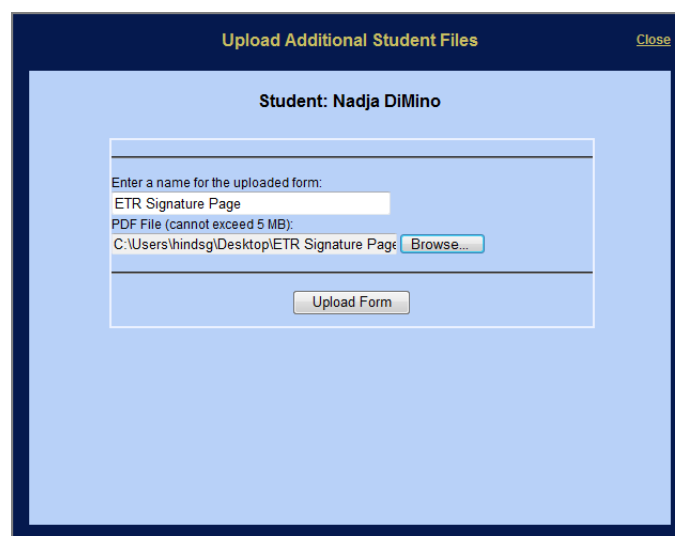 Upload Additional Student Files Close
Student: Nadja DiMino
Enter a name for the uploaded form:
ETR Signature Page
PDF File (cannot exceed 5 MB):
C:\Users\hindsg\Desktop\ETR Signature Page Browse...
Upload Form